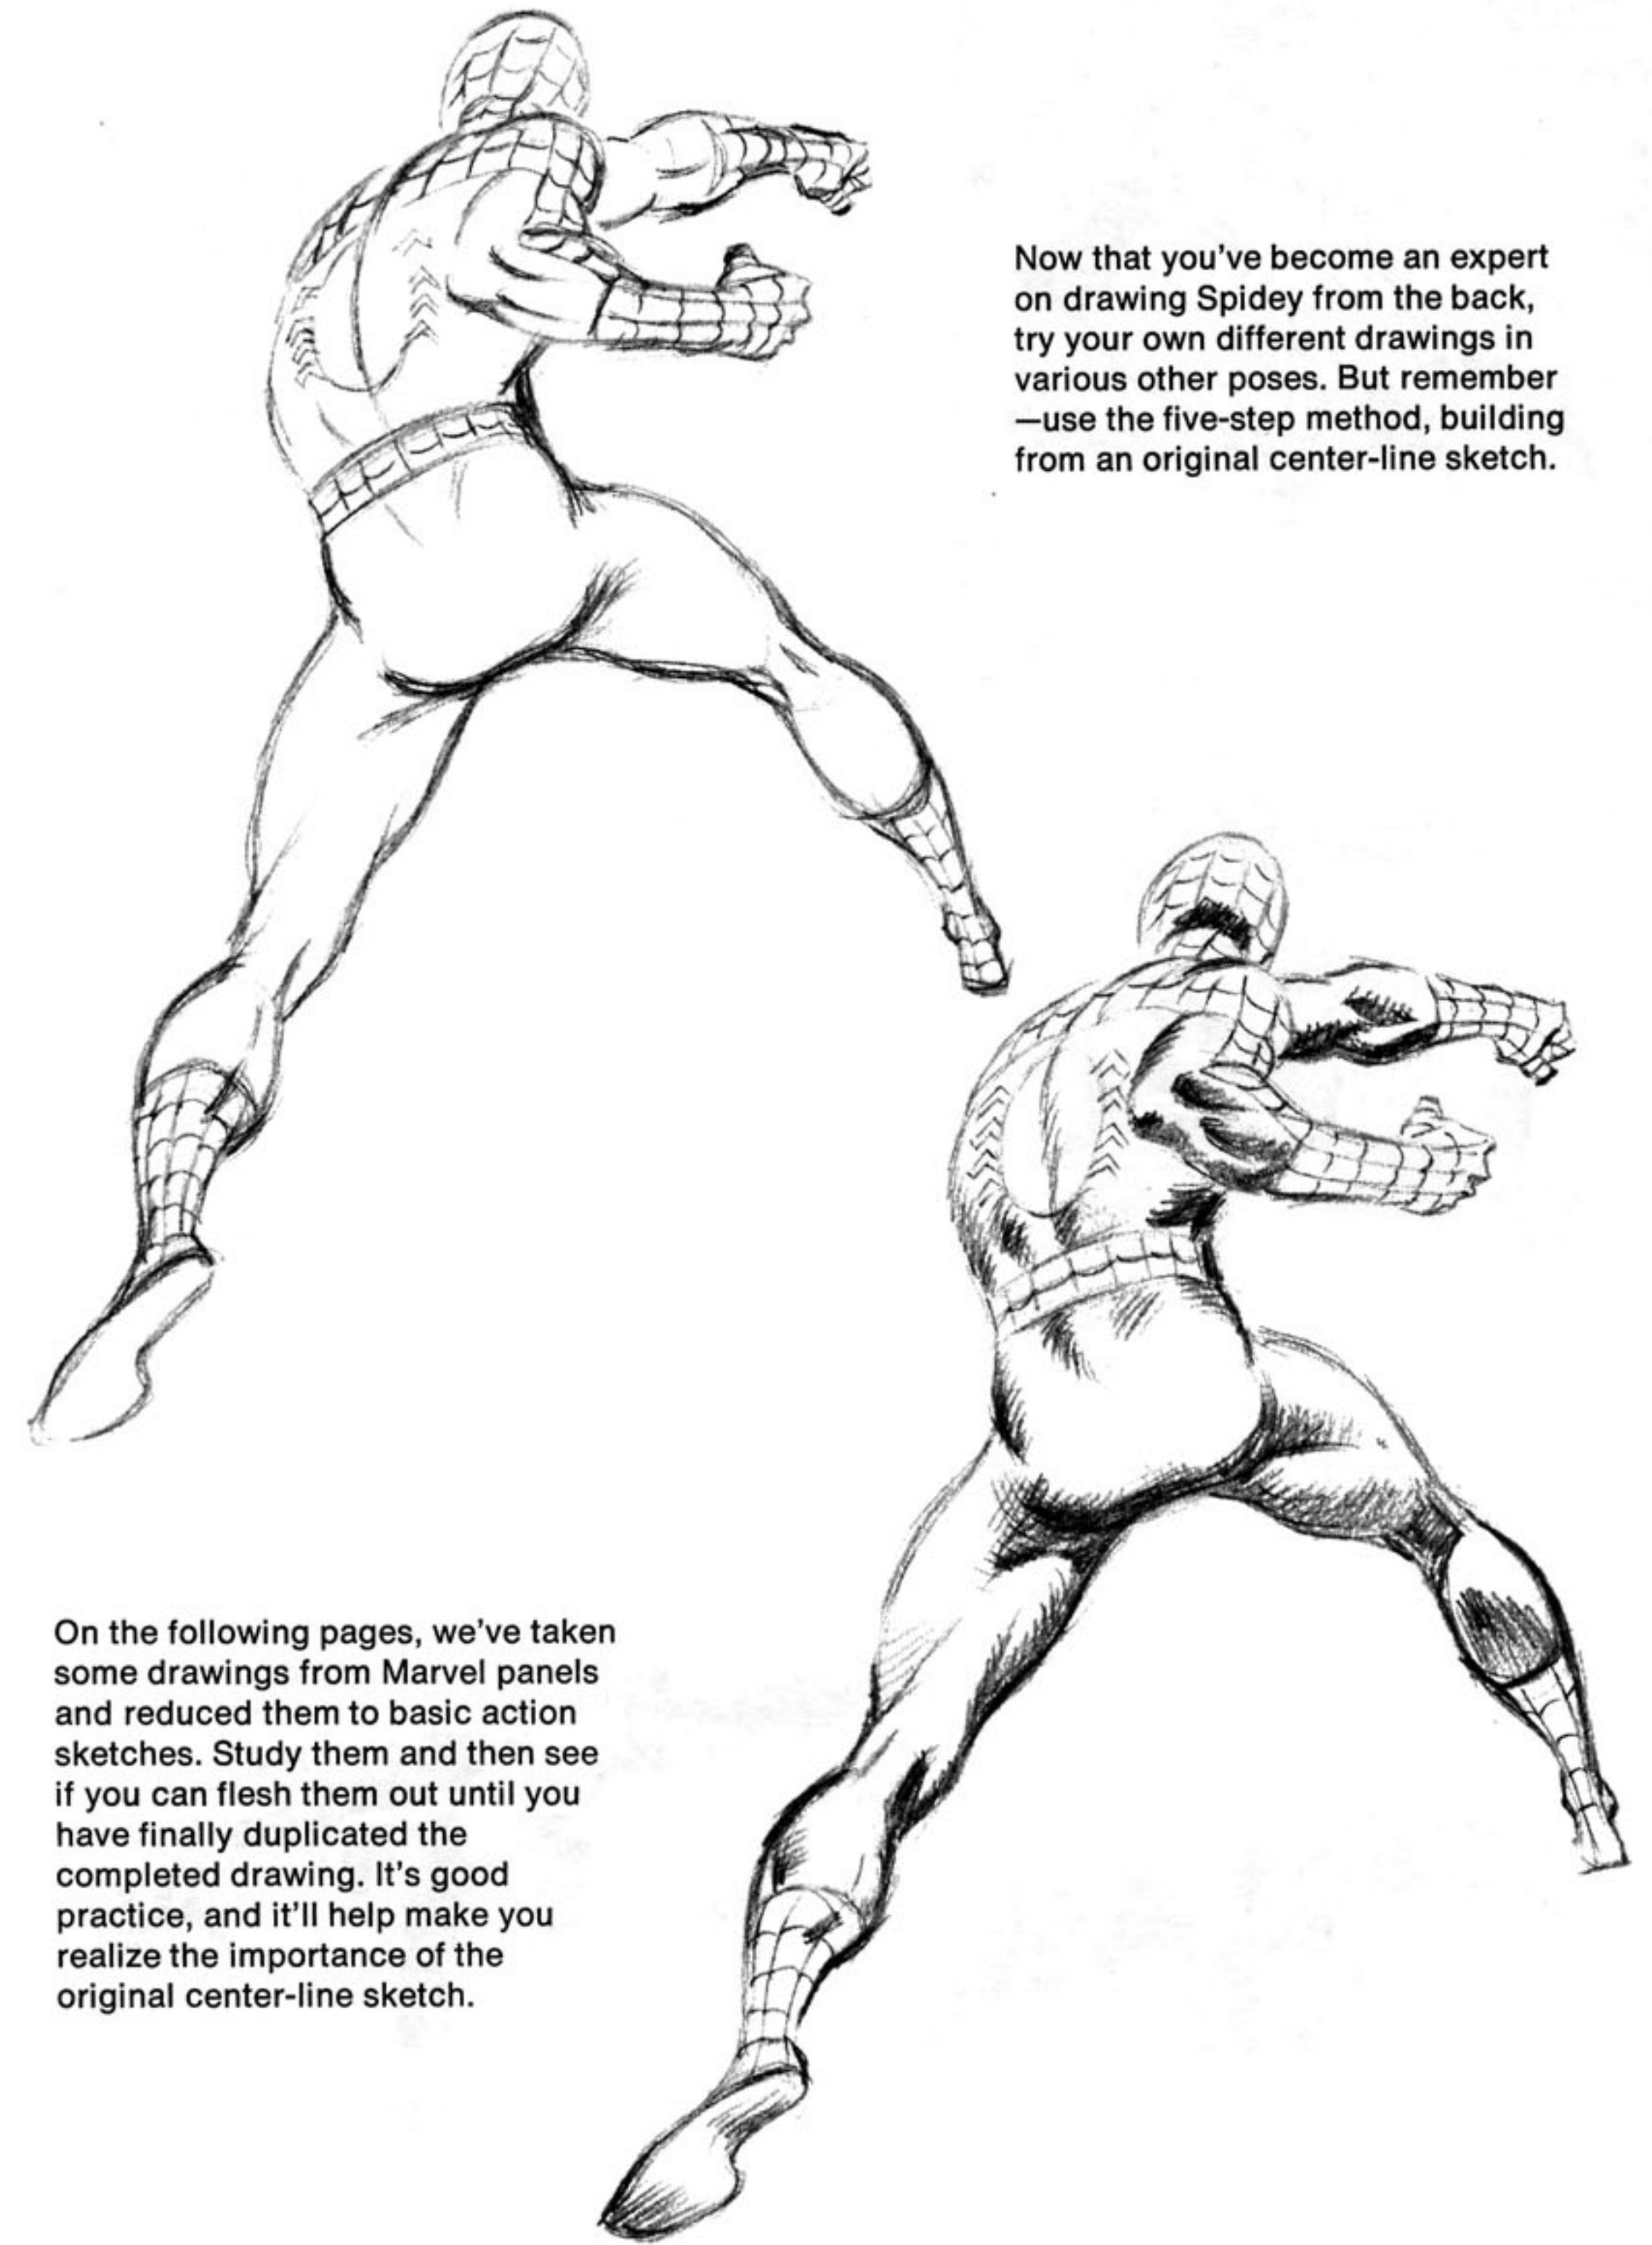 Now that you've become an expert
on drawing Spidey from the back,
try your own different drawings in
various other poses. But remember
—use the five-step method, building
from an original center-line sketch.
On the following pages, we've taken
some drawings from Marvel panels
and reduced them to basic action
sketches. Study them and then see
if you can flesh them out until you
have finally duplicated the
completed drawing. It's good
practice, and it'll help make you
realize the importance of the
original center-line sketch.